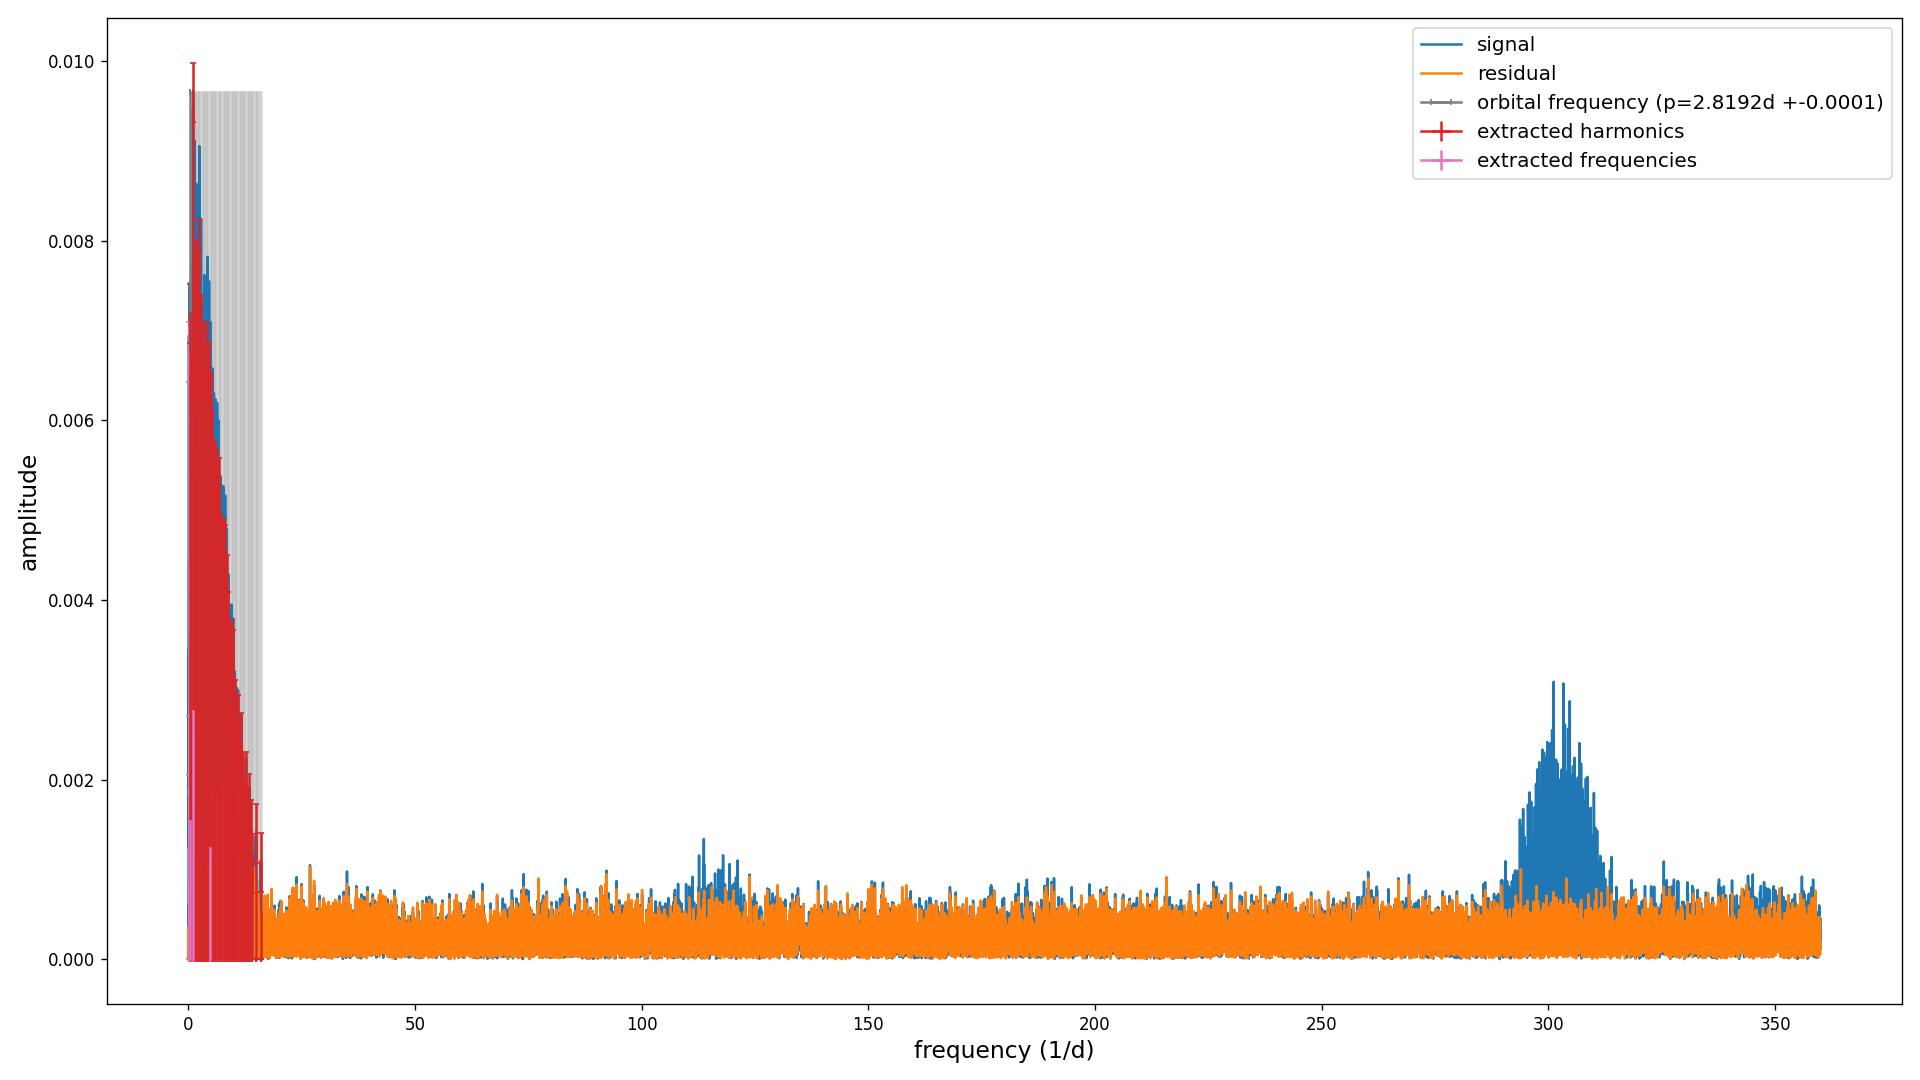 signal
residual
orbital frequency (p=2.8192d +-0.0001)
extracted harmonics
extracted frequencies
amplitude
0.010
0.008
0.006
0.004
0.002
0.000
0 50 100 150 200 250 300 350
frequency (1/d)